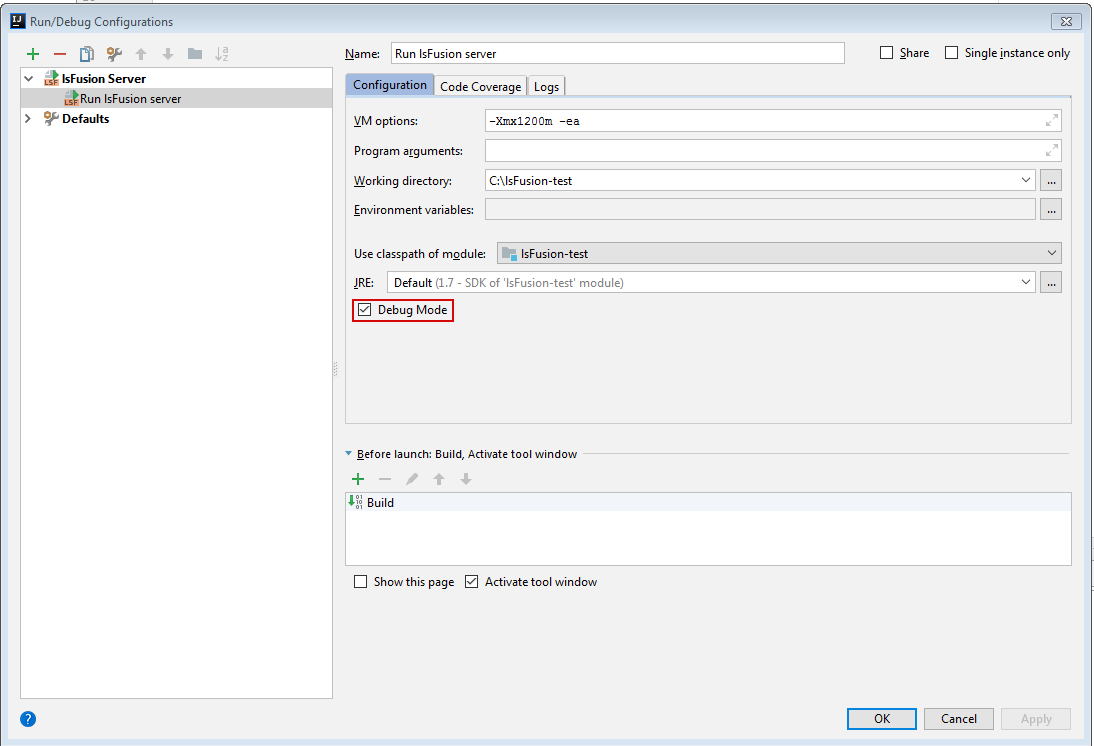 Run/Debug Configurations
Name: Run lsFusion server
Share
Single instance only
lsFusion Server
Run lsFusion server
Defaults
Configuration Code Coverage Logs
VM options: -Xmx1200m -ea
Program arguments:
Working directory: C:\lsFusion-test ...
Environment variables: ...
Use classpath of module: lsFusion-test
JRE: Default (1.7 - SDK of 'lsFusion-test' module) ...
Debug Mode
Before launch: Build, Activate tool window
Build
Show this page Activate tool window
? OK Cancel Apply